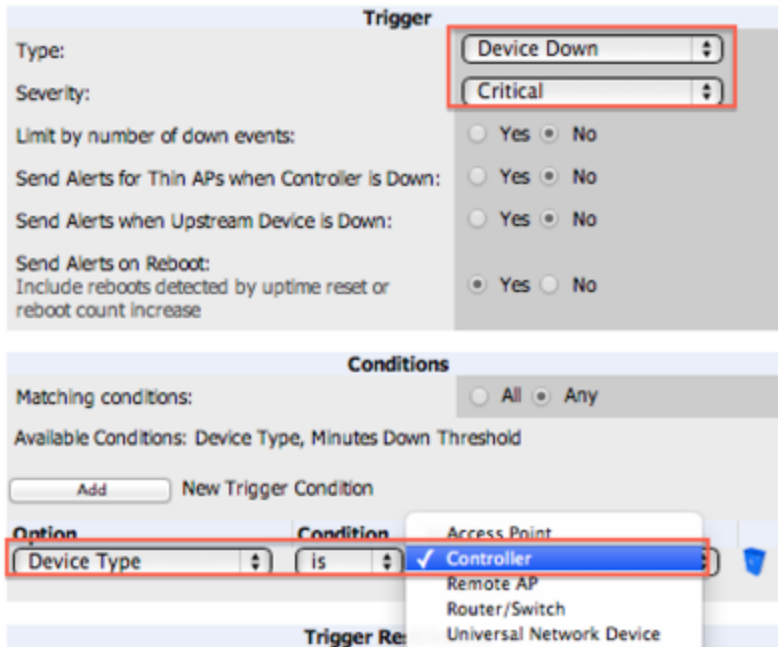 Trigger
Type: Device Down
Severity: Critical
Limit by number of down events: Yes No
Send Alerts for Thin APs when Controller is Down: Yes No
Send Alerts when Upstream Device is Down: Yes No
Send Alerts on Reboot:
Include reboots detected by uptime reset or Yes No
reboot count increase
Conditions
Matching conditions: All Any
Available Conditions: Device Type, Minutes Down Threshold
Add New Trigger Condition
Option Condition Access Point
Device Type is ✓ Controller
Remote AP
Router/Switch
Trigger Universal Network Device